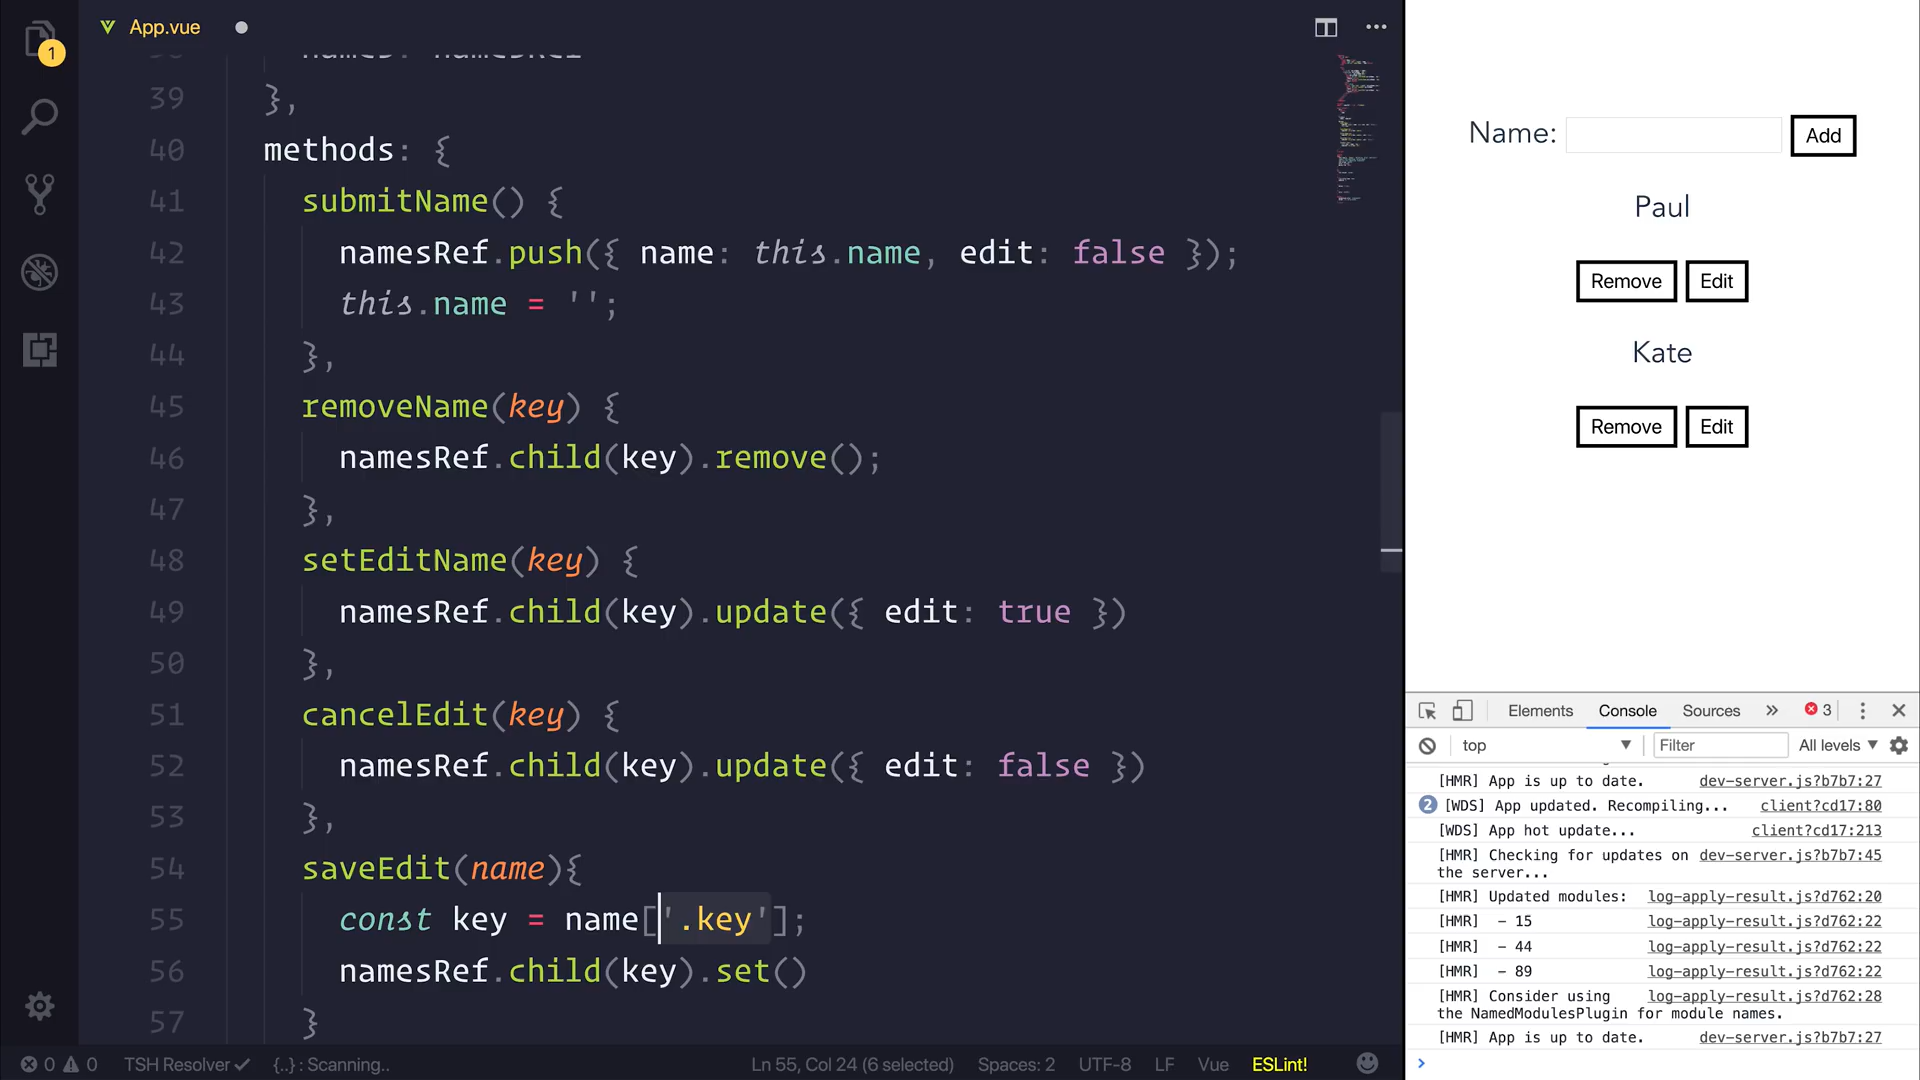 App.vue
1
39 },
40 methods: {
41 submitName() {
42 namesRef.push({ name: this.name, edit: false });
43 this.name = '';
44 },
45 removeName(key) {
46 namesRef.child(key).remove();
47 },
48 setEditName(key) {
49 namesRef.child(key).update({ edit: true })
50 },
51 cancelEdit(key) {
52 namesRef.child(key).update({ edit: false })
53 },
54 saveEdit(name){
55 const key = name['.key'];
56 namesRef.child(key).set()
57 }
0 0 TSH Resolver {..} : Scanning.. Ln 55, Col 24 (6 selected) Spaces: 2 UTF-8 LF Vue ESLint!
Name: Add
Paul
Remove Edit
Kate
Remove Edit
Elements Console Sources » 3
top Filter All levels
[HMR] App is up to date. dev-server.js?b7b7:27
2 [WDS] App updated. Recompiling... client?cd17:80
[WDS] App hot update... client?cd17:213
[HMR] Checking for updates on dev-server.js?b7b7:45
the server...
[HMR] Updated modules: log-apply-result.js?d762:20
[HMR] - 15 log-apply-result.js?d762:22
[HMR] - 44 log-apply-result.js?d762:22
[HMR] - 89 log-apply-result.js?d762:22
[HMR] Consider using log-apply-result.js?d762:28
the NamedModulesPlugin for module names.
[HMR] App is up to date. dev-server.js?b7b7:27